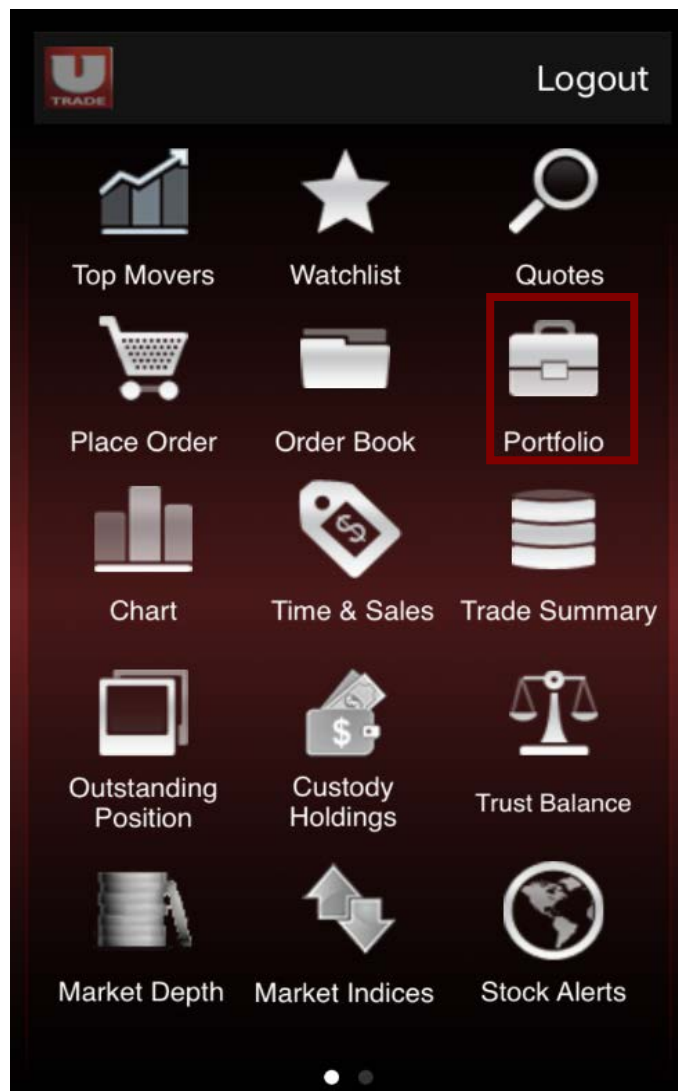 U
TRADE
Logout
Top Movers
Watchlist
Quotes
Place Order
Order Book
Portfolio
$
Chart
Time & Sales
Trade Summary
$
Outstanding
Position
Custody
Holdings
Trust Balance
Market Depth
Market Indices
Stock Alerts